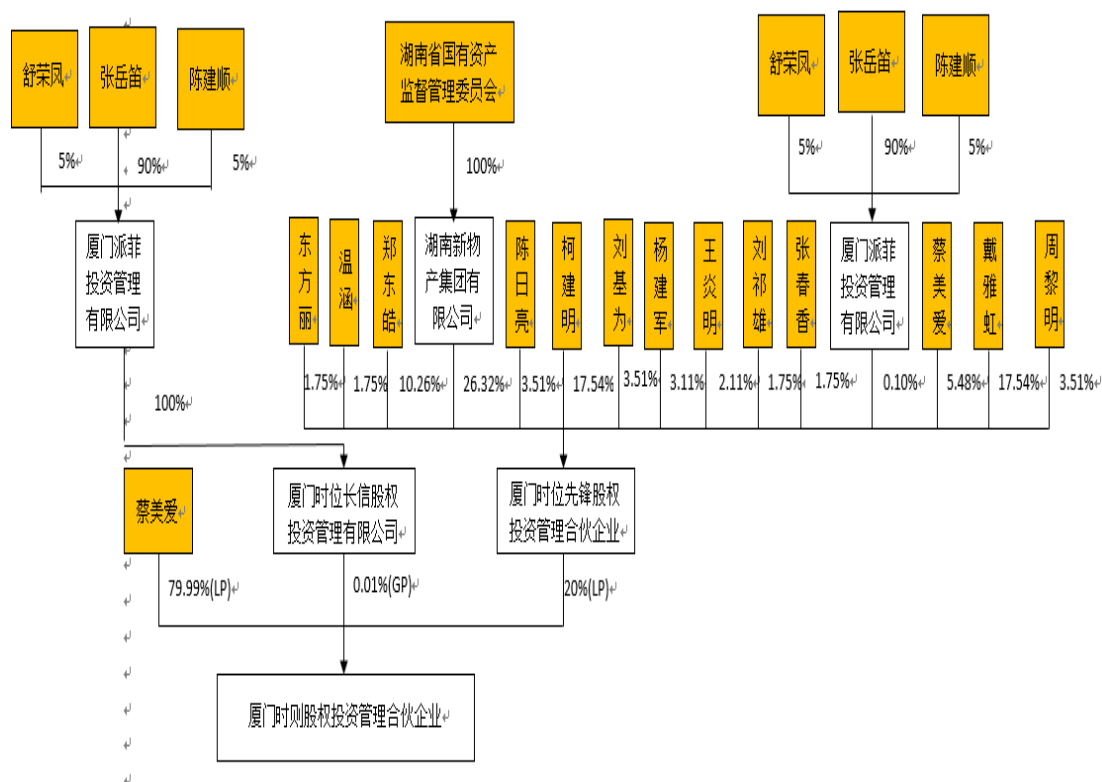 舒荣凤
张岳笛
陈建顺
湖南省国有资产
监督管理委员会
舒荣凤
张岳笛
陈建顺
5%
90%
5%
100%
5%
90%
5%
厦门派菲
投资管理
有限公司
东方丽
温涵
郑东皓
湖南新物
产集团有
限公司
陈日亮
柯建明
刘基为
杨建军
王炎明
刘祁雄
张春香
厦门派菲
投资管理
有限公司
蔡美爱
戴雅虹
周黎明
1.75%
1.75%
10.26%
26.32%
3.51%
17.54%
3.51%
3.11%
2.11%
1.75%
1.75%
0.10%
5.48%
17.54%
3.51%
100%
蔡美爱
厦门时位长信股权
投资管理有限公司
厦门时位先锋股权
投资管理合伙企业
79.99%(LP)
0.01%(GP)
20%(LP)
厦门时则股权投资管理合伙企业